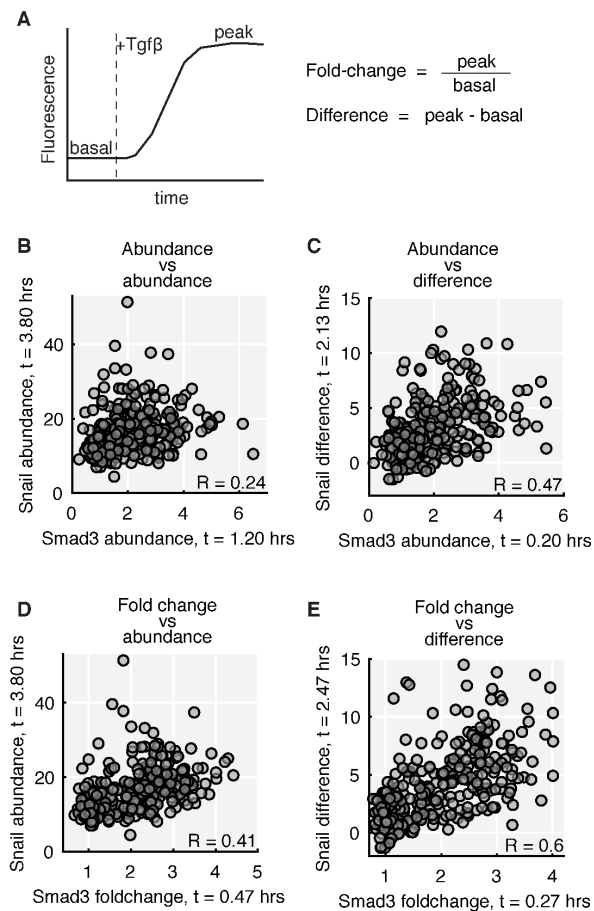 A
Fluorescence
+Tgfβ
peak
basal
time
Fold-change = peak
basal
Difference = peak - basal
B
Abundance
vs
abundance
Snail abundance, t = 3.80 hrs
40
20
0
R = 0.24
0 2 4 6
Smad3 abundance, t = 1.20 hrs
C
Abundance
vs
difference
Snail difference, t = 2.13 hrs
15
10
5
0
R = 0.47
0 2 4 6
Smad3 abundance, t = 0.20 hrs
D
Fold change
vs
abundance
Snail abundance, t = 3.80 hrs
40
20
0
R = 0.41
1 2 3 4 5
Smad3 foldchange, t = 0.47 hrs
E
Fold change
vs
difference
Snail difference, t = 2.47 hrs
15
10
5
0
R = 0.6
1 2 3 4
Smad3 foldchange, t = 0.27 hrs